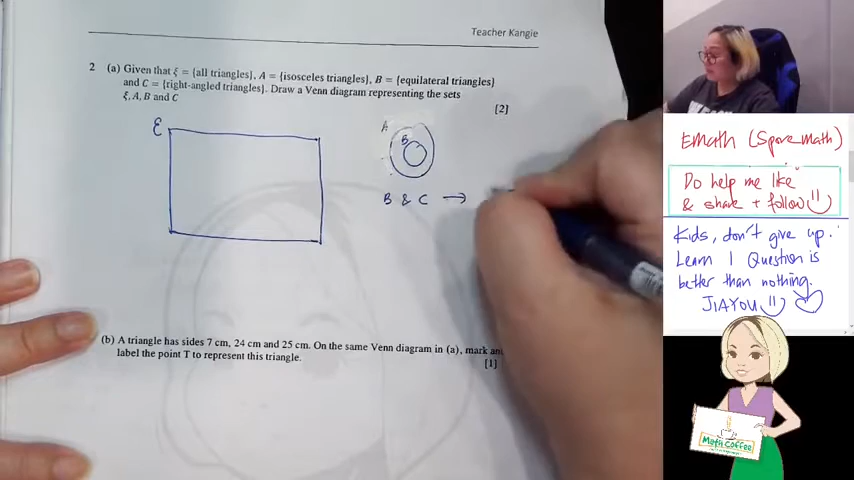 Teacher Kangie
2 (a) Given that ξ = {all triangles}, A = {isosceles triangles}, B = {equilateral triangles}
and C = {right-angled triangles}. Draw a Venn diagram representing the sets
ξ, A, B and C
[2]
ξ
A
B
B & C →
(b) A triangle has sides 7 cm, 24 cm and 25 cm. On the same Venn diagram in (a), mark and
label the point T to represent this triangle.
[1]
EMath (Spore Math)
Do help me like
& share + follow
Kids, don't give up.
Learn 1 Question is
better than nothing.
JIAYOU
Math Coffee